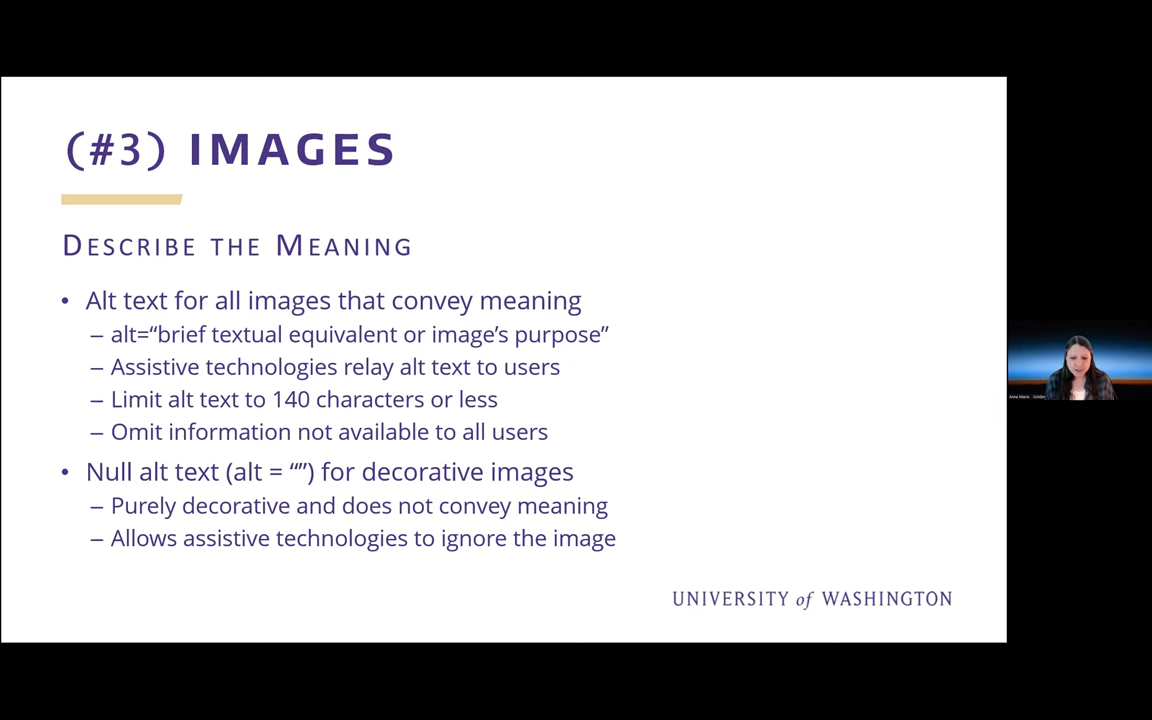 (#3) IMAGES
DESCRIBE THE MEANING
• Alt text for all images that convey meaning
– alt=“brief textual equivalent or image’s purpose”
– Assistive technologies relay alt text to users
– Limit alt text to 140 characters or less
– Omit information not available to all users
• Null alt text (alt = “”) for decorative images
– Purely decorative and does not convey meaning
– Allows assistive technologies to ignore the image
UNIVERSITY of WASHINGTON
Anna Marie Golden